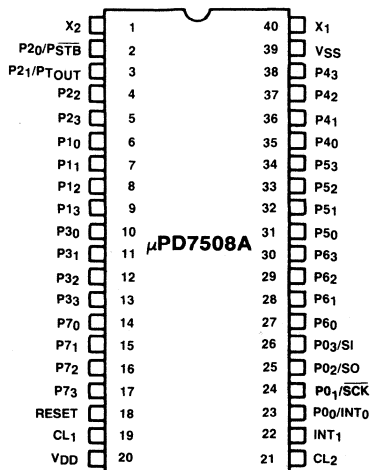 X2 1 40 X1
P20/PSTB 2 39 VSS
P21/PTOUT 3 38 P43
P22 4 37 P42
P23 5 36 P41
P10 6 35 P40
P11 7 34 P53
P12 8 33 P52
P13 9 32 P51
P30 10 31 P50
μPD7508A
P31 11 30 P63
P32 12 29 P62
P33 13 28 P61
P70 14 27 P60
P71 15 26 P03/SI
P72 16 25 P02/SO
P73 17 24 P01/SCK
RESET 18 23 P00/INT0
CL1 19 22 INT1
VDD 20 21 CL2